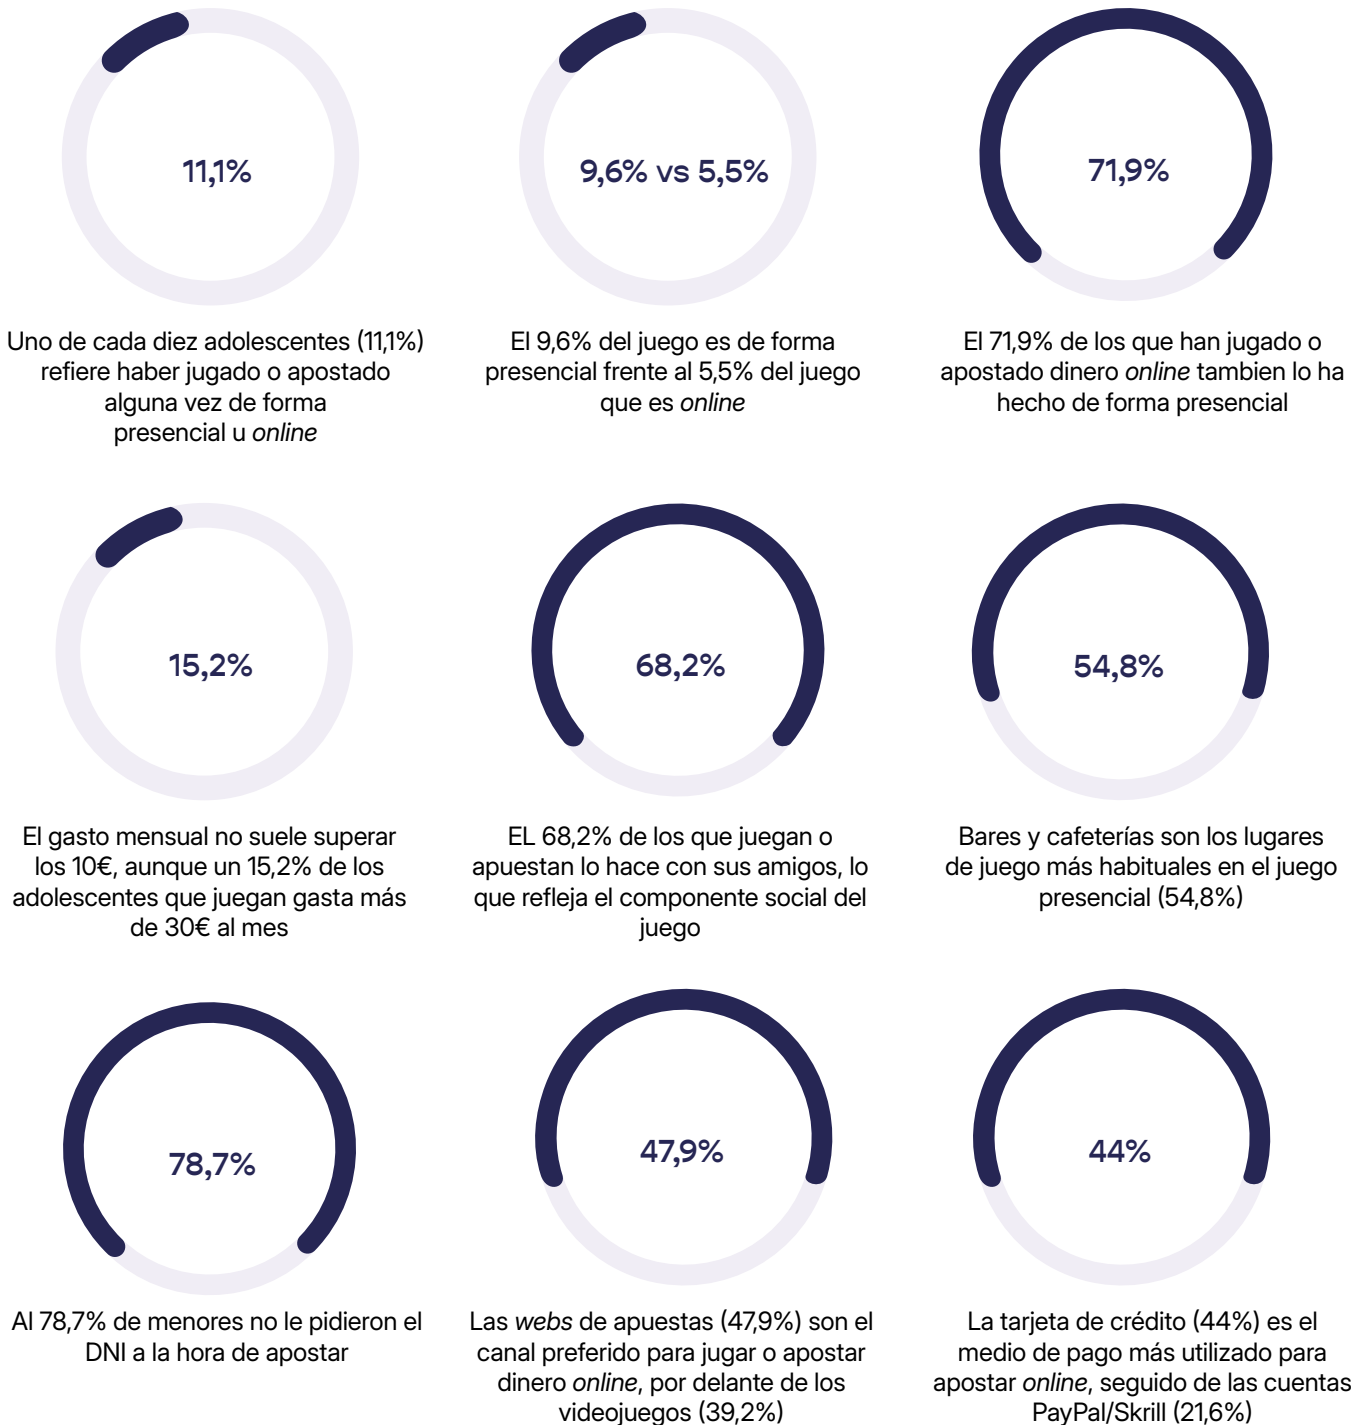 11,1%
Uno de cada diez adolescentes (11,1%)
refiere haber jugado o apostado
alguna vez de forma
presencial u online
9,6% vs 5,5%
El 9,6% del juego es de forma
presencial frente al 5,5% del juego
que es online
71,9%
El 71,9% de los que han jugado o
apostado dinero online tambien lo ha
hecho de forma presencial
15,2%
El gasto mensual no suele superar
los 10€, aunque un 15,2% de los
adolescentes que juegan gasta más
de 30€ al mes
68,2%
EL 68,2% de los que juegan o
apuestan lo hace con sus amigos, lo
que refleja el componente social del
juego
54,8%
Bares y cafeterías son los lugares
de juego más habituales en el juego
presencial (54,8%)
78,7%
Al 78,7% de menores no le pidieron el
DNI a la hora de apostar
47,9%
Las webs de apuestas (47,9%) son el
canal preferido para jugar o apostar
dinero online, por delante de los
videojuegos (39,2%)
44%
La tarjeta de crédito (44%) es el
medio de pago más utilizado para
apostar online, seguido de las cuentas
PayPal/Skrill (21,6%)